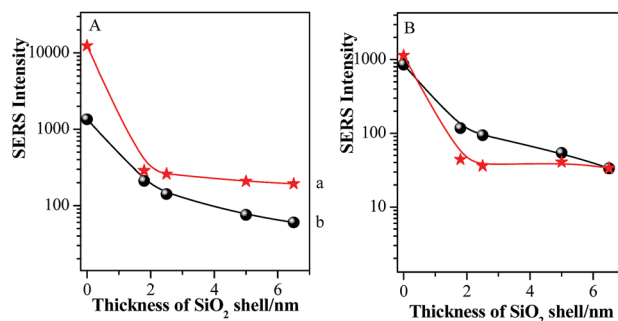 A
SERS Intensity
10000
1000
100
a
b
0
2
4
6
Thickness of SiO₂ shell/nm
B
SERS Intensity
1000
100
10
0
2
4
6
Thickness of SiO₂ shell/nm